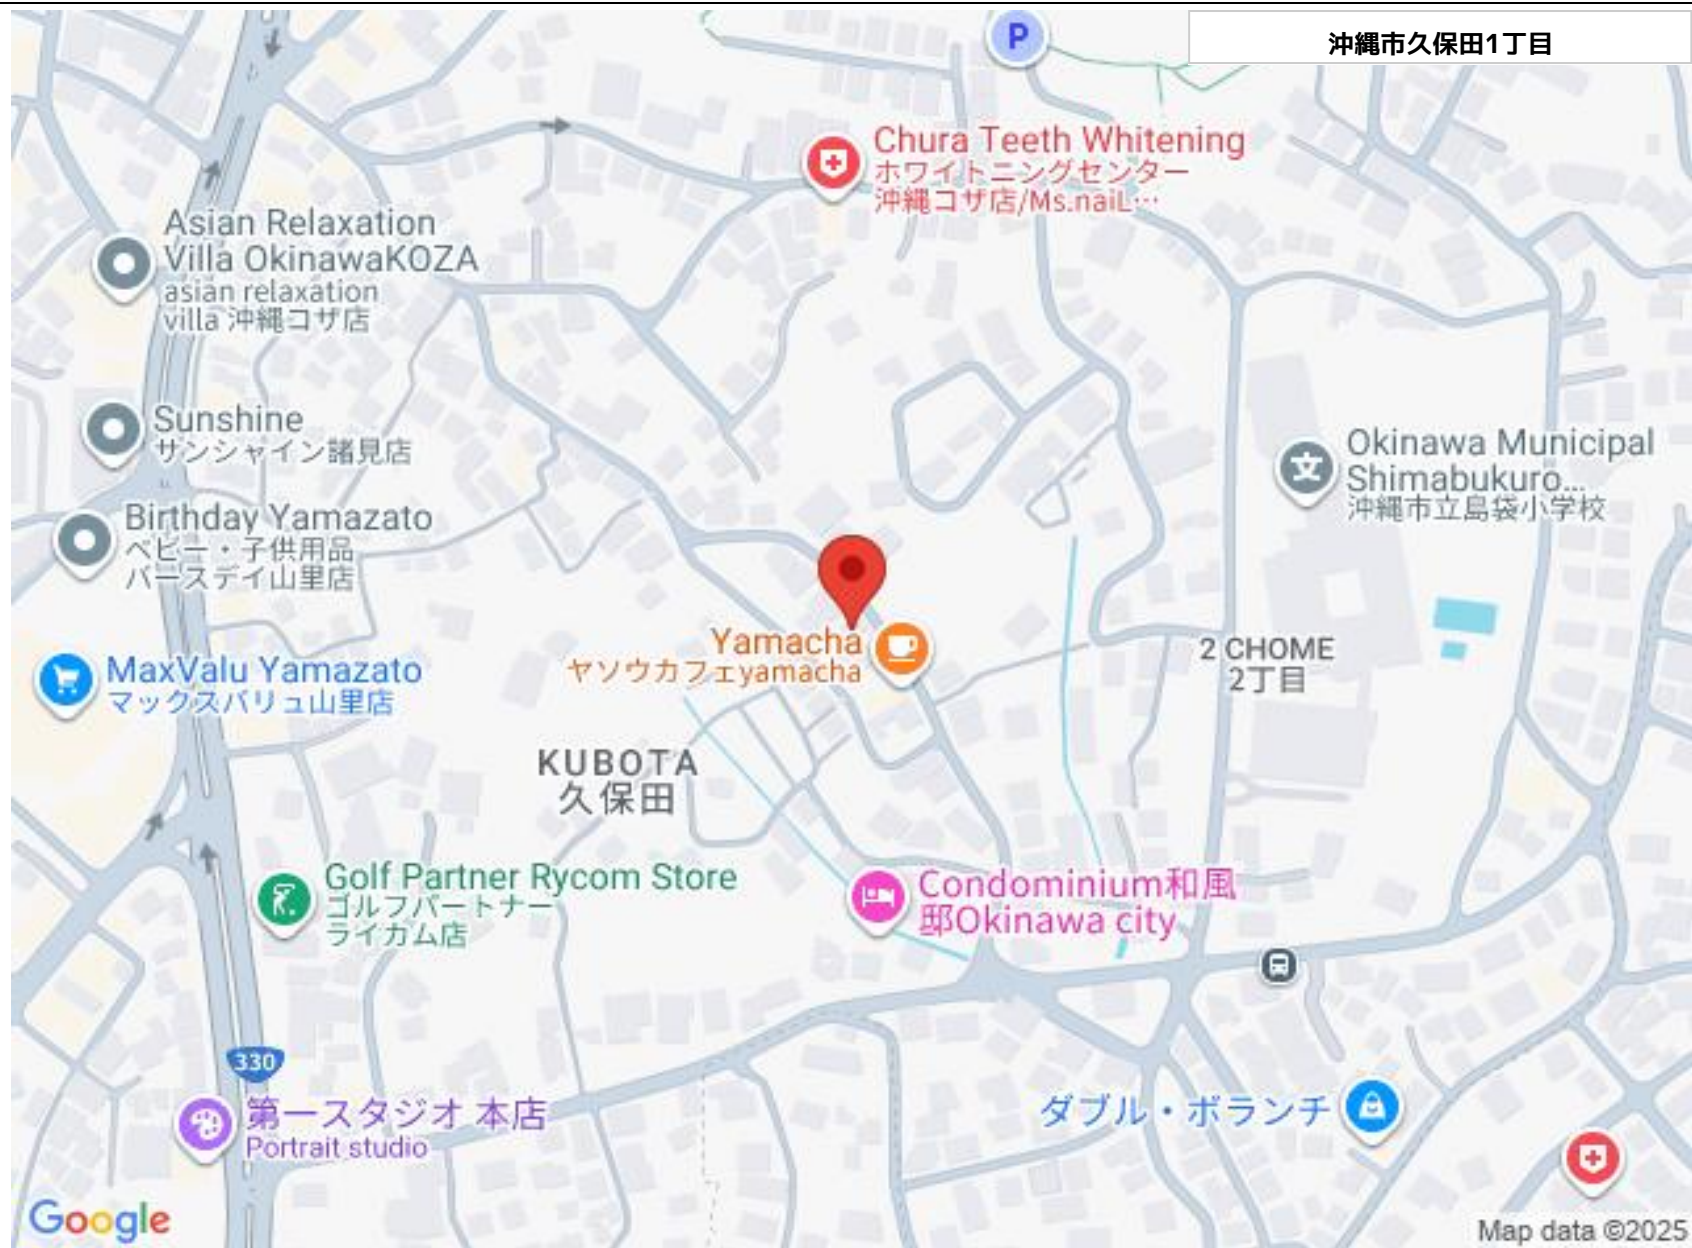 沖縄市久保田1丁目
P
Chura Teeth Whitening
ホワイトニングセンター
沖縄コザ店/Ms.naiL…
Asian Relaxation
Villa OkinawaKOZA
asian relaxation
villa 沖縄コザ店
Sunshine
サンシャイン諸見店
Okinawa Municipal
Shimabukuro...
沖縄市立島袋小学校
文
Birthday Yamazato
ベビー・子供用品
バースデイ山里店
Yamacha
ヤソウカフェyamacha
2 CHOME
2丁目
MaxValu Yamazato
マックスバリュ山里店
KUBOTA
久保田
Golf Partner Rycom Store
ゴルフパートナー
ライカム店
Condominium和風
邸Okinawa city
330
第一スタジオ 本店
Portrait studio
ダブル・ボランチ
Google
Map data ©2025